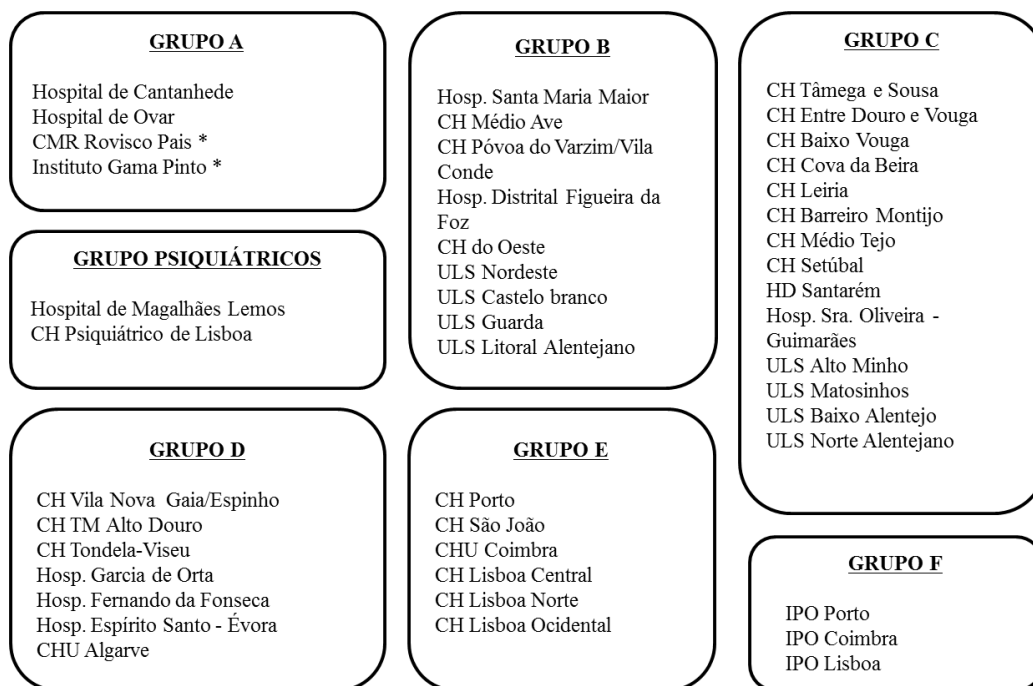 GRUPO A
Hospital de Cantanhede
Hospital de Ovar
CMR Rovisco Pais *
Instituto Gama Pinto *
GRUPO PSIQUIÁTRICOS
Hospital de Magalhães Lemos
CH Psiquiátrico de Lisboa
GRUPO B
Hosp. Santa Maria Maior
CH Médio Ave
CH Póvoa do Varzim/Vila
Conde
Hosp. Distrital Figueira da
Foz
CH do Oeste
ULS Nordeste
ULS Castelo branco
ULS Guarda
ULS Litoral Alentejano
GRUPO C
CH Tâmega e Sousa
CH Entre Douro e Vouga
CH Baixo Vouga
CH Cova da Beira
CH Leiria
CH Barreiro Montijo
CH Médio Tejo
CH Setúbal
HD Santarém
Hosp. Sra. Oliveira -
Guimarães
ULS Alto Minho
ULS Matosinhos
ULS Baixo Alentejo
ULS Norte Alentejano
GRUPO D
CH Vila Nova Gaia/Espinho
CH TM Alto Douro
CH Tondela-Viseu
Hosp. Garcia de Orta
Hosp. Fernando da Fonseca
Hosp. Espírito Santo - Évora
CHU Algarve
GRUPO E
CH Porto
CH São João
CHU Coimbra
CH Lisboa Central
CH Lisboa Norte
CH Lisboa Ocidental
GRUPO F
IPO Porto
IPO Coimbra
IPO Lisboa